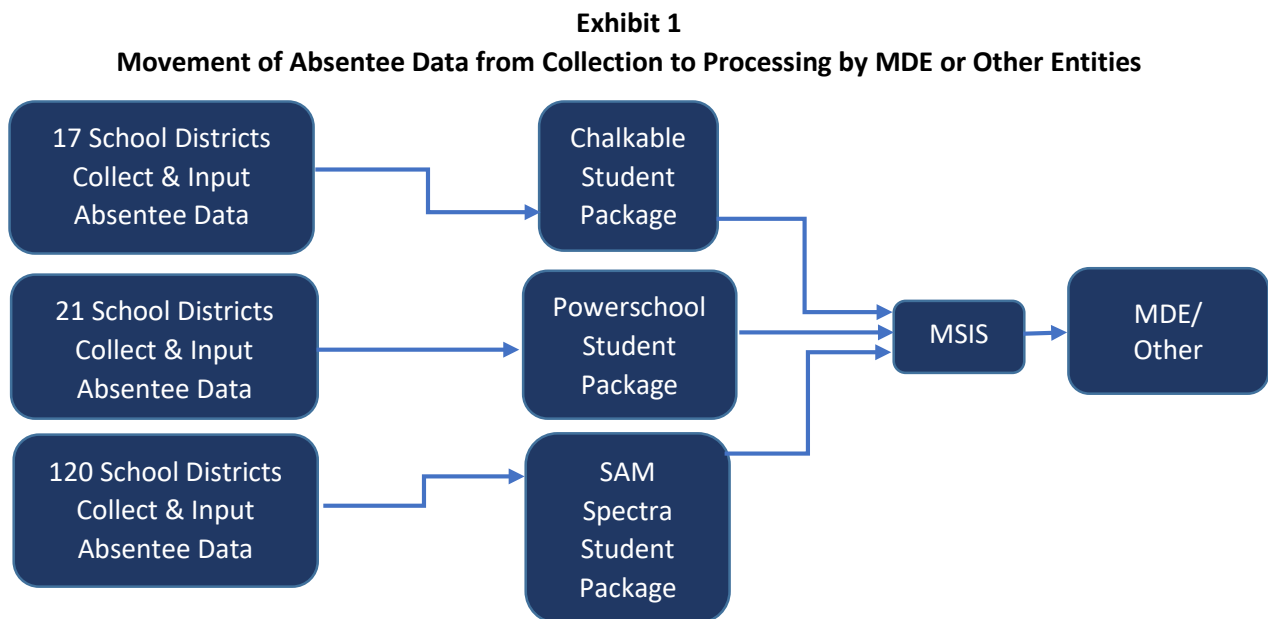 Exhibit 1
Movement of Absentee Data from Collection to Processing by MDE or Other Entities
17 School Districts
Collect & Input
Absentee Data
Chalkable
Student
Package
21 School Districts
Collect & Input
Absentee Data
Powerschool
Student
Package
120 School Districts
Collect & Input
Absentee Data
SAM
Spectra
Student
Package
MSIS
MDE/
Other